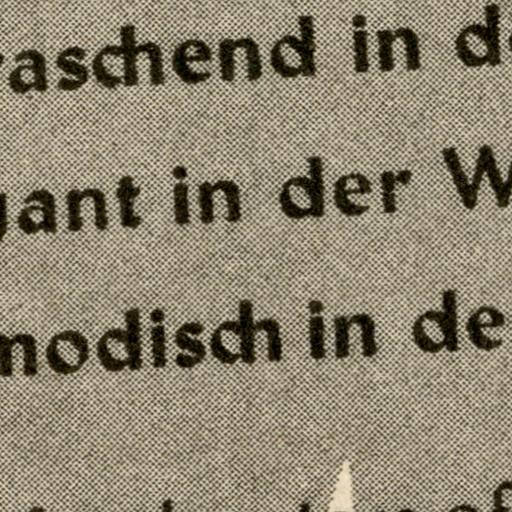 raschend in d
gant in der W
modisch in de